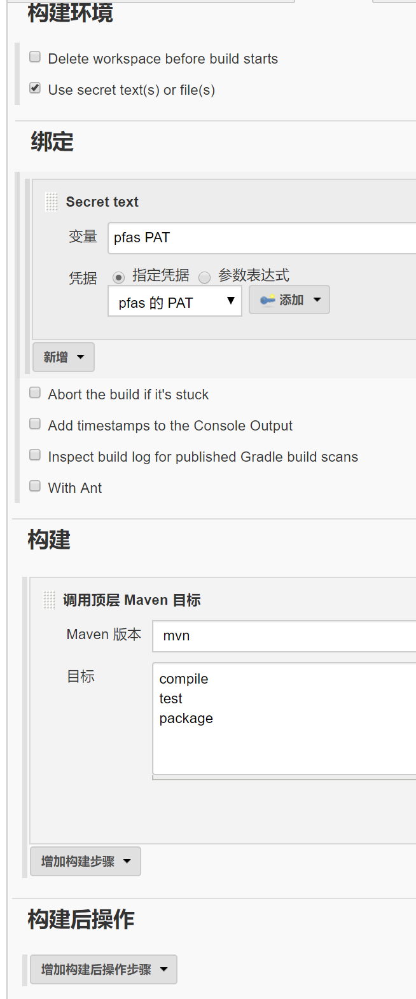 构建环境
Delete workspace before build starts
Use secret text(s) or file(s)
绑定
Secret text
变量 pfas PAT
凭据 指定凭据 参数表达式
pfas 的 PAT 添加
新增
Abort the build if it's stuck
Add timestamps to the Console Output
Inspect build log for published Gradle build scans
With Ant
构建
调用顶层 Maven 目标
Maven 版本 mvn
目标 compile
test
package
增加构建步骤
构建后操作
增加构建后操作步骤